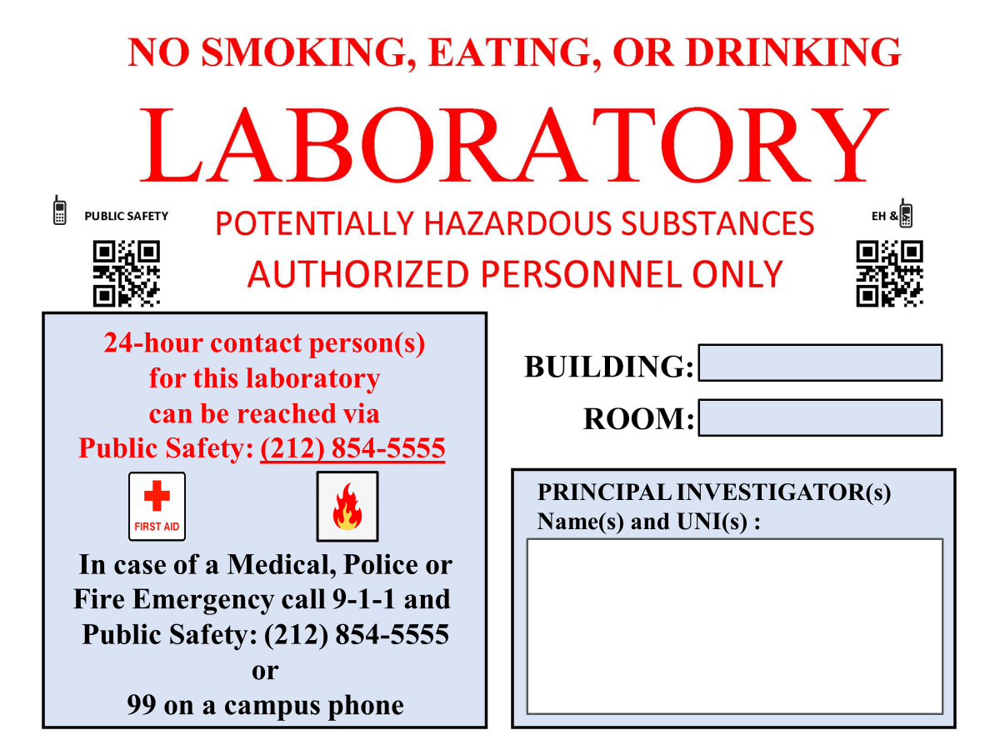 NO SMOKING, EATING, OR DRINKING
LABORATORY
PUBLIC SAFETY
POTENTIALLY HAZARDOUS SUBSTANCES
EH &
AUTHORIZED PERSONNEL ONLY
24-hour contact person(s)
for this laboratory
can be reached via
Public Safety: (212) 854-5555
FIRST AID
In case of a Medical, Police or
Fire Emergency call 9-1-1 and
Public Safety: (212) 854-5555
or
99 on a campus phone
BUILDING:
ROOM:
PRINCIPAL INVESTIGATOR(s)
Name(s) and UNI(s) :